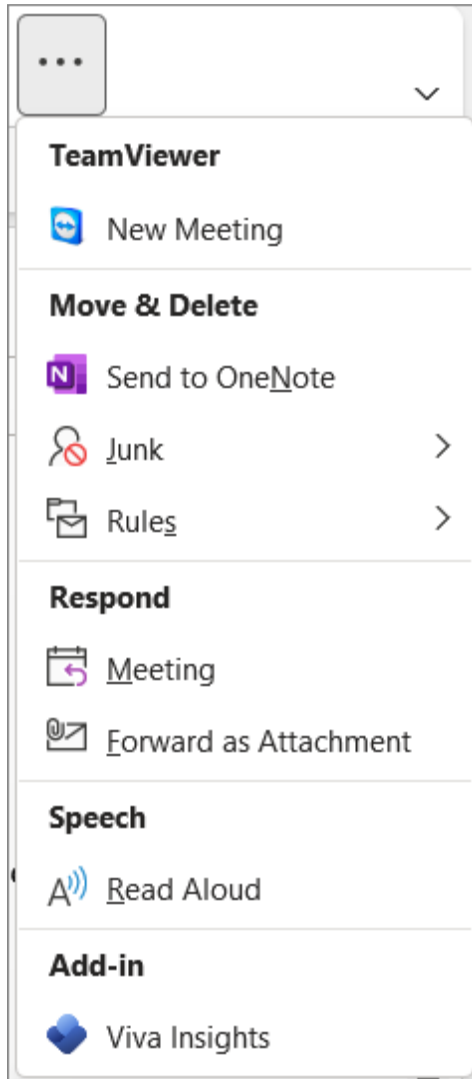 TeamViewer
New Meeting
Move & Delete
Send to OneNote
Junk
Rules
Respond
Meeting
Forward as Attachment
Speech
Read Aloud
Add-in
Viva Insights